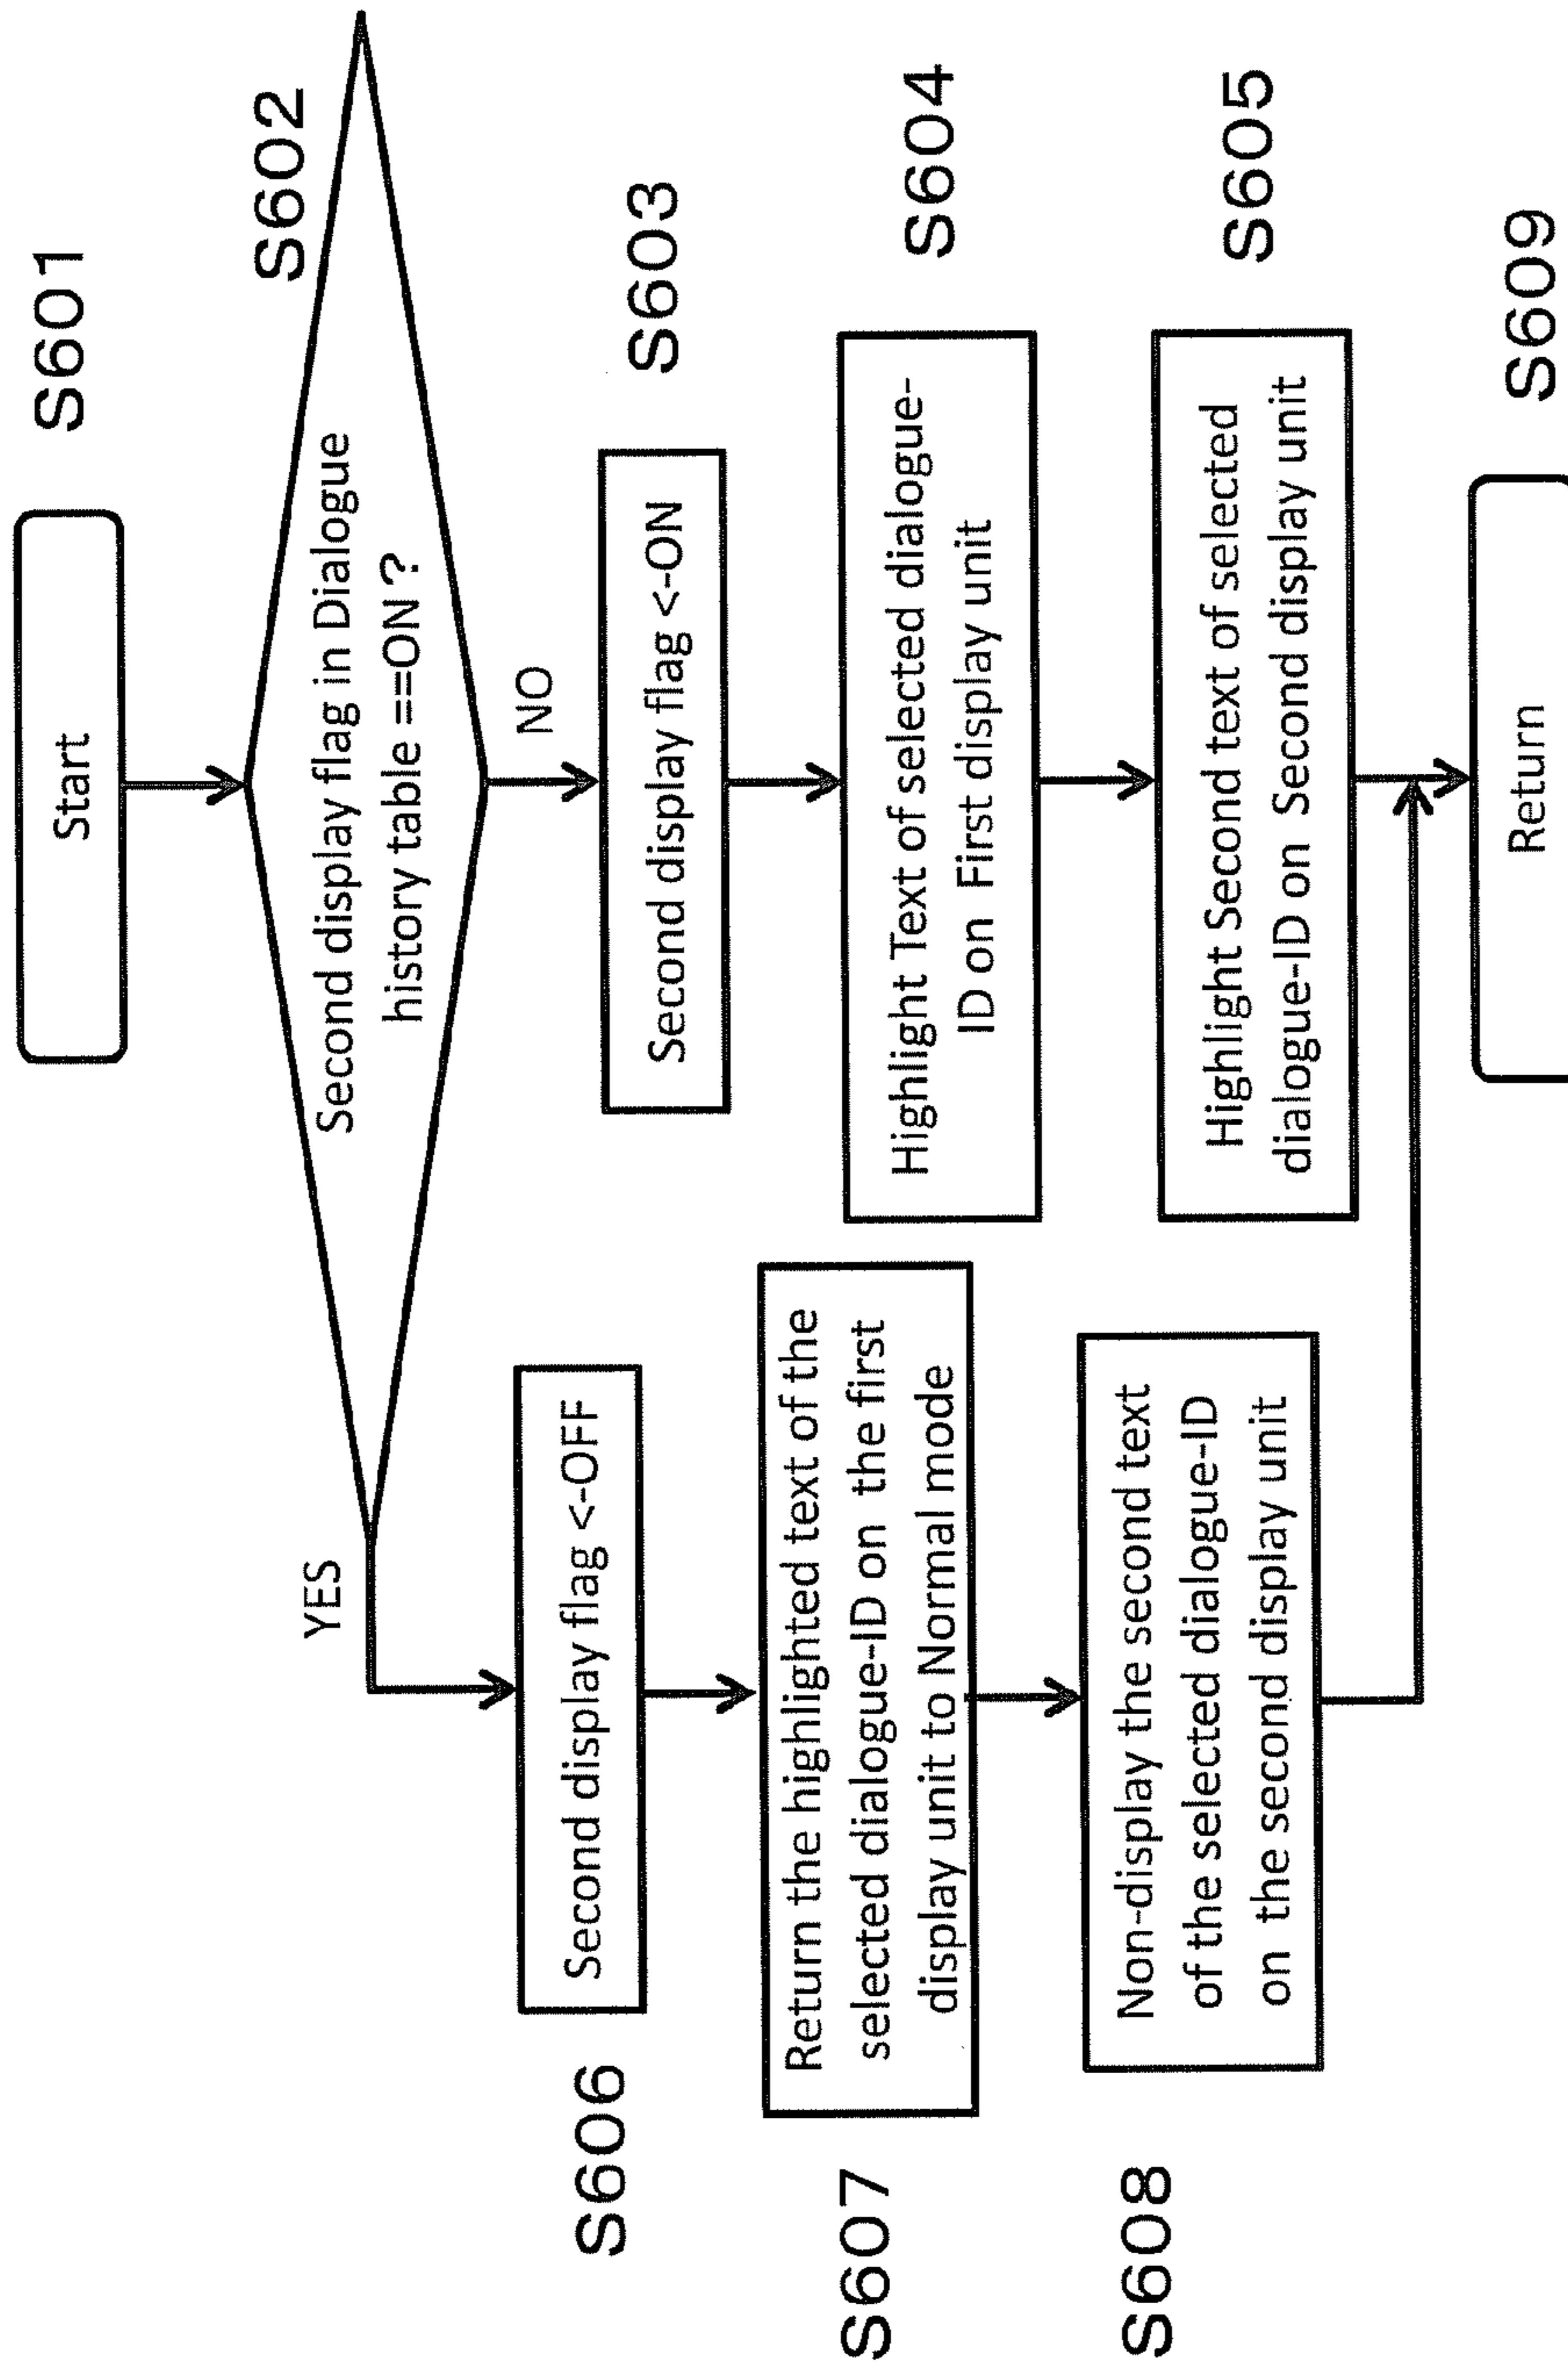 Start
S601
S602
Second display flag in Dialogue
history table ==ON ?
YES
NO
Second display flag <-ON
S603
Highlight Text of selected dialogue-
ID on First display unit
S604
Highlight Second text of selected
dialogue-ID on Second display unit
S605
S606
Second display flag <-OFF
S607
Return the highlighted text of the
selected dialogue-ID on the first
display unit to Normal mode
S608
Non-display the second text
of the selected dialogue-ID
on the second display unit
Return
S609